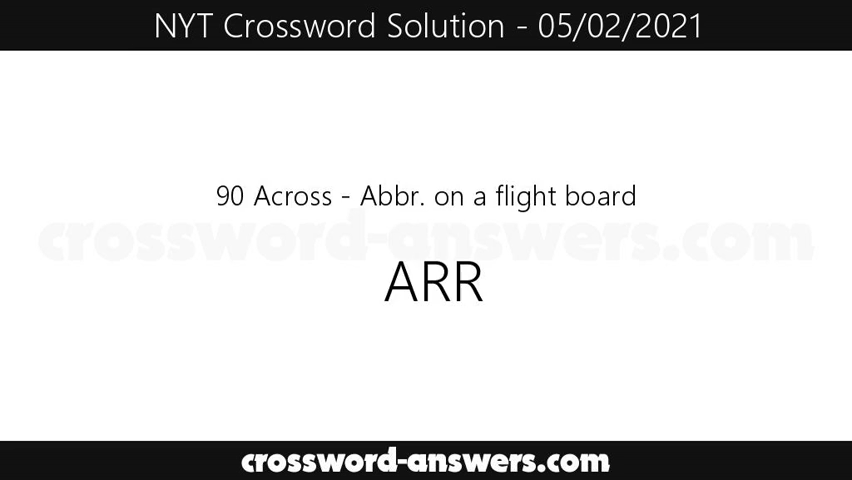 NYT Crossword Solution - 05/02/2021
90 Across - Abbr. on a flight board
crossword-answers.com
ARR
crossword-answers.com